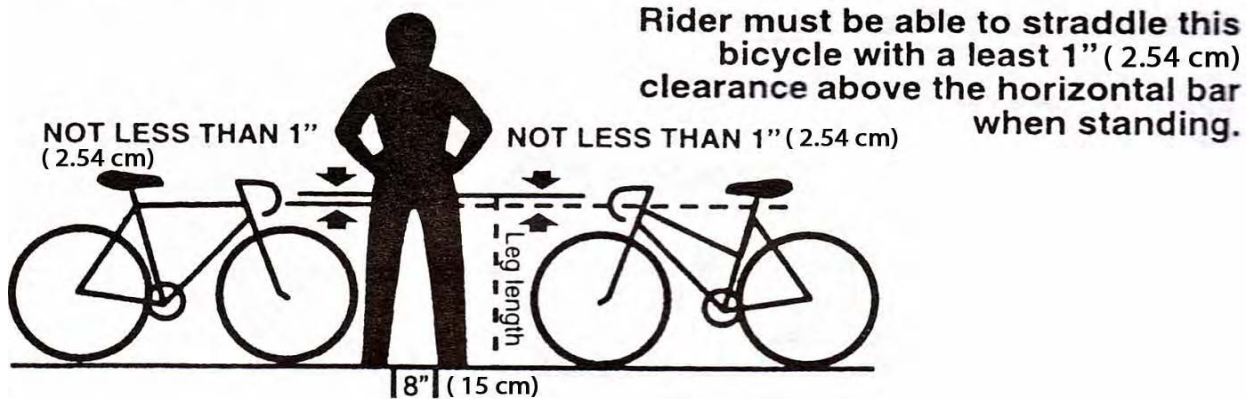 Rider must be able to straddle this
bicycle with a least 1" ( 2.54 cm)
clearance above the horizontal bar
when standing.
NOT LESS THAN 1"
( 2.54 cm)
NOT LESS THAN 1" ( 2.54 cm)
Leg length
8" ( 15 cm)